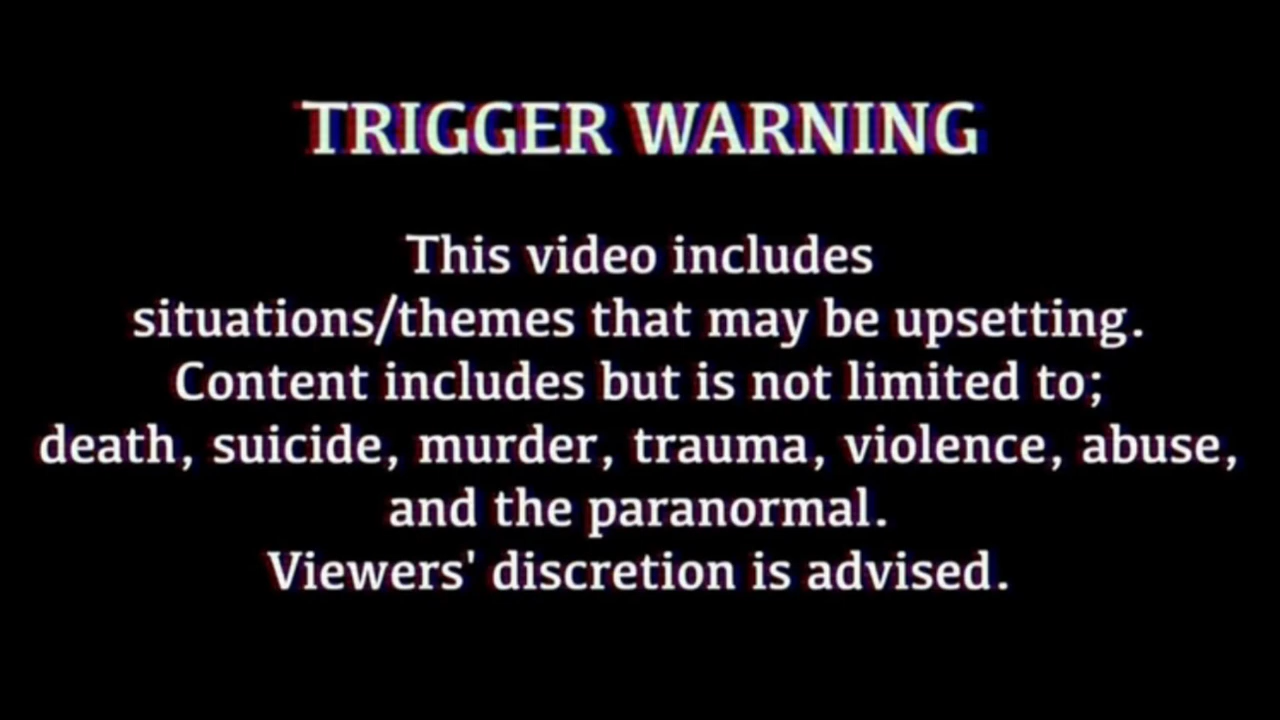 TRIGGER WARNING
This video includes
situations/themes that may be upsetting.
Content includes but is not limited to;
death, suicide, murder, trauma, violence, abuse,
and the paranormal.
Viewers' discretion is advised.